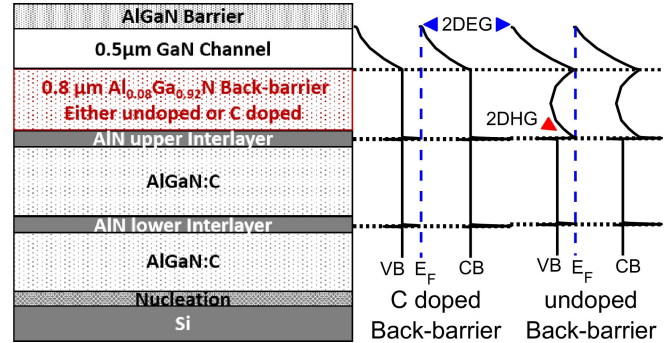 AlGaN Barrier
0.5µm GaN Channel
0.8 µm Al0.08Ga0.92N Back-barrier
Either undoped or C doped
AlN upper Interlayer
AlGaN:C
AlN lower Interlayer
AlGaN:C
Nucleation
Si
2DEG
2DHG
VB EF CB
C doped
Back-barrier
VB EF CB
undoped
Back-barrier